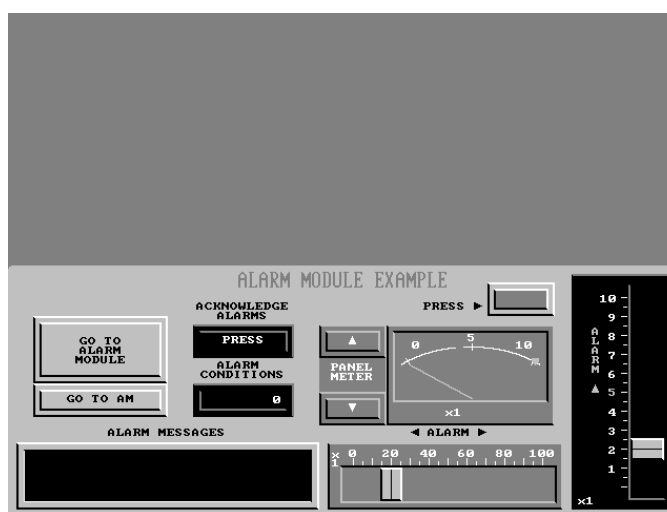 ALARM MODULE EXAMPLE
ACKNOWLEDGE
ALARMS
PRESS ►
GO TO
ALARM
MODULE
PRESS
▲
PANEL
METER
▼
0 5 10
x1
ALARM
CONDITIONS
0
GO TO AM
ALARM MESSAGES
◄ ALARM ►
x
1
0 20 40 60 80 100
10
9
8
7
6
5
4
3
2
1
ALARM ▲
x1